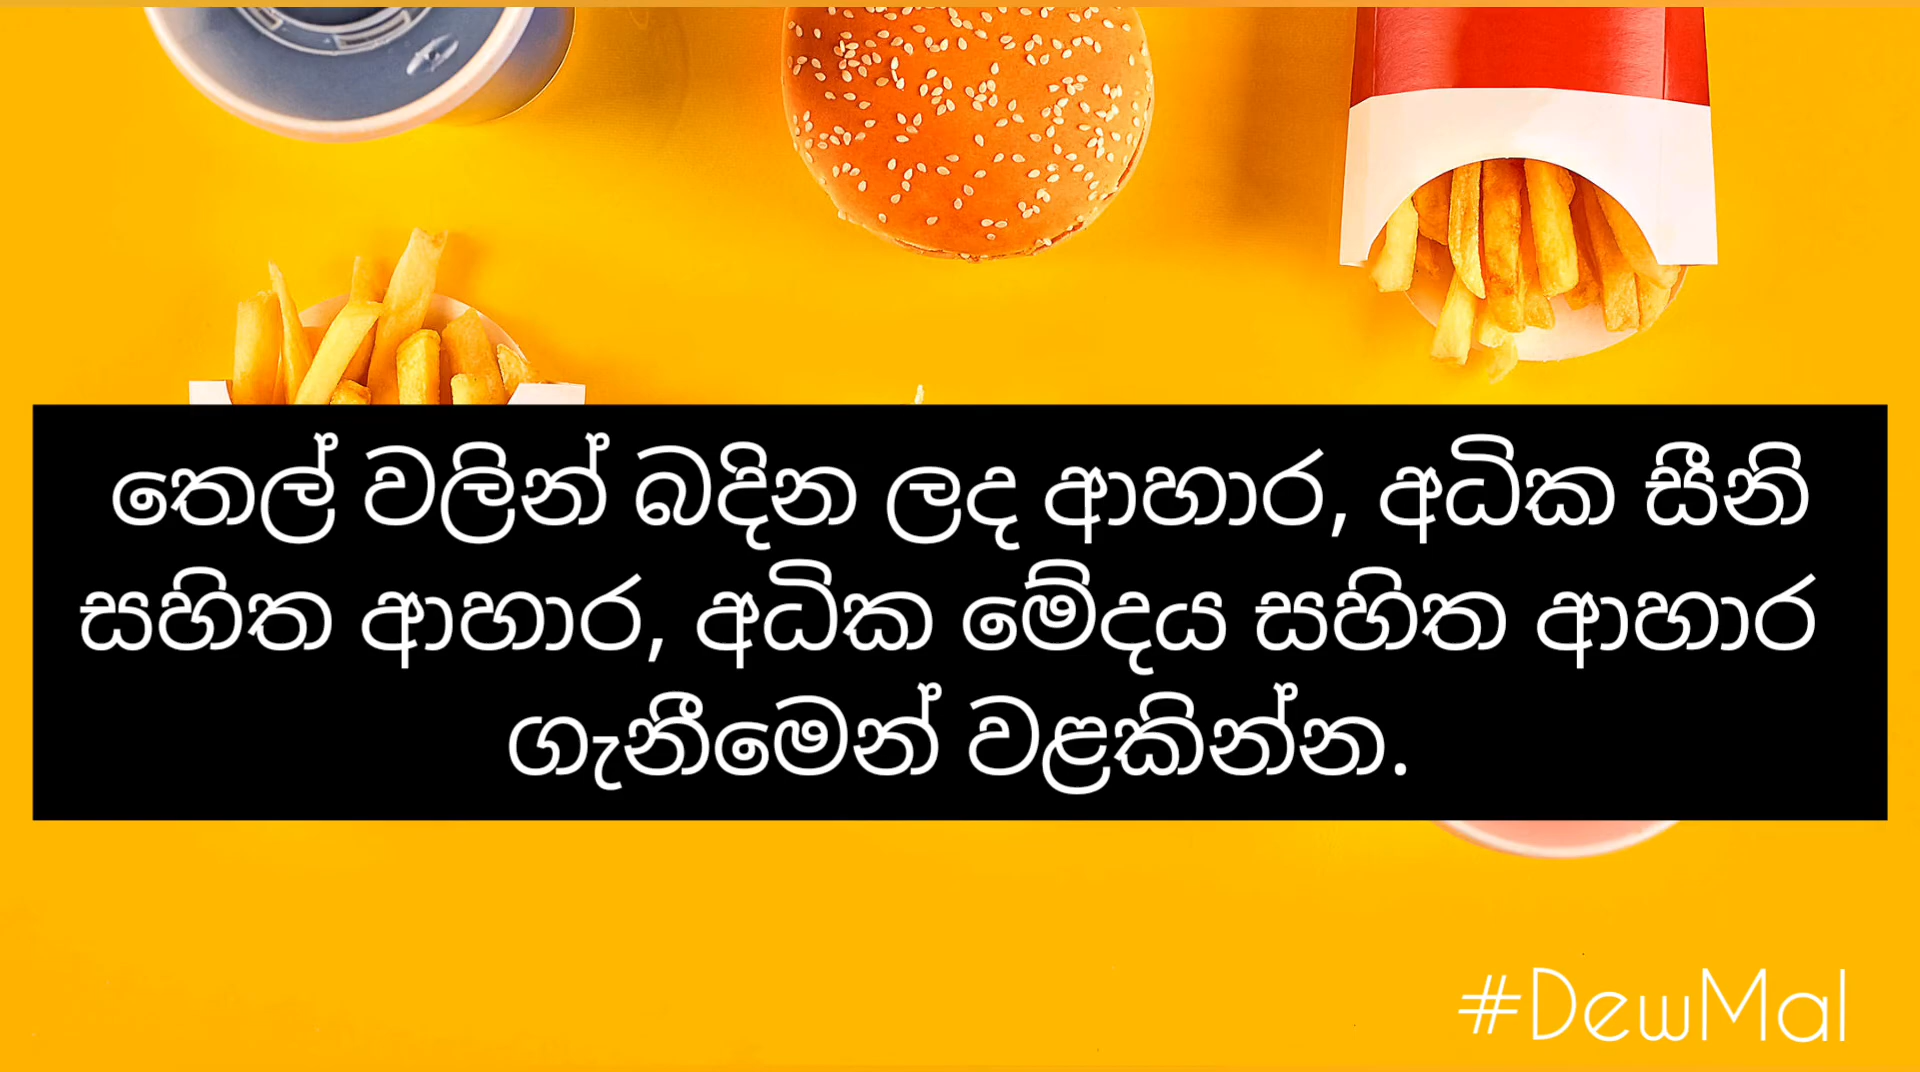 තෙල් වලින් බදින ලද ආහාර, අධික සීනි
සහිත ආහාර, අධික මේදය සහිත ආහාර
ගැනීමෙන් වළකින්න.
#DewMal